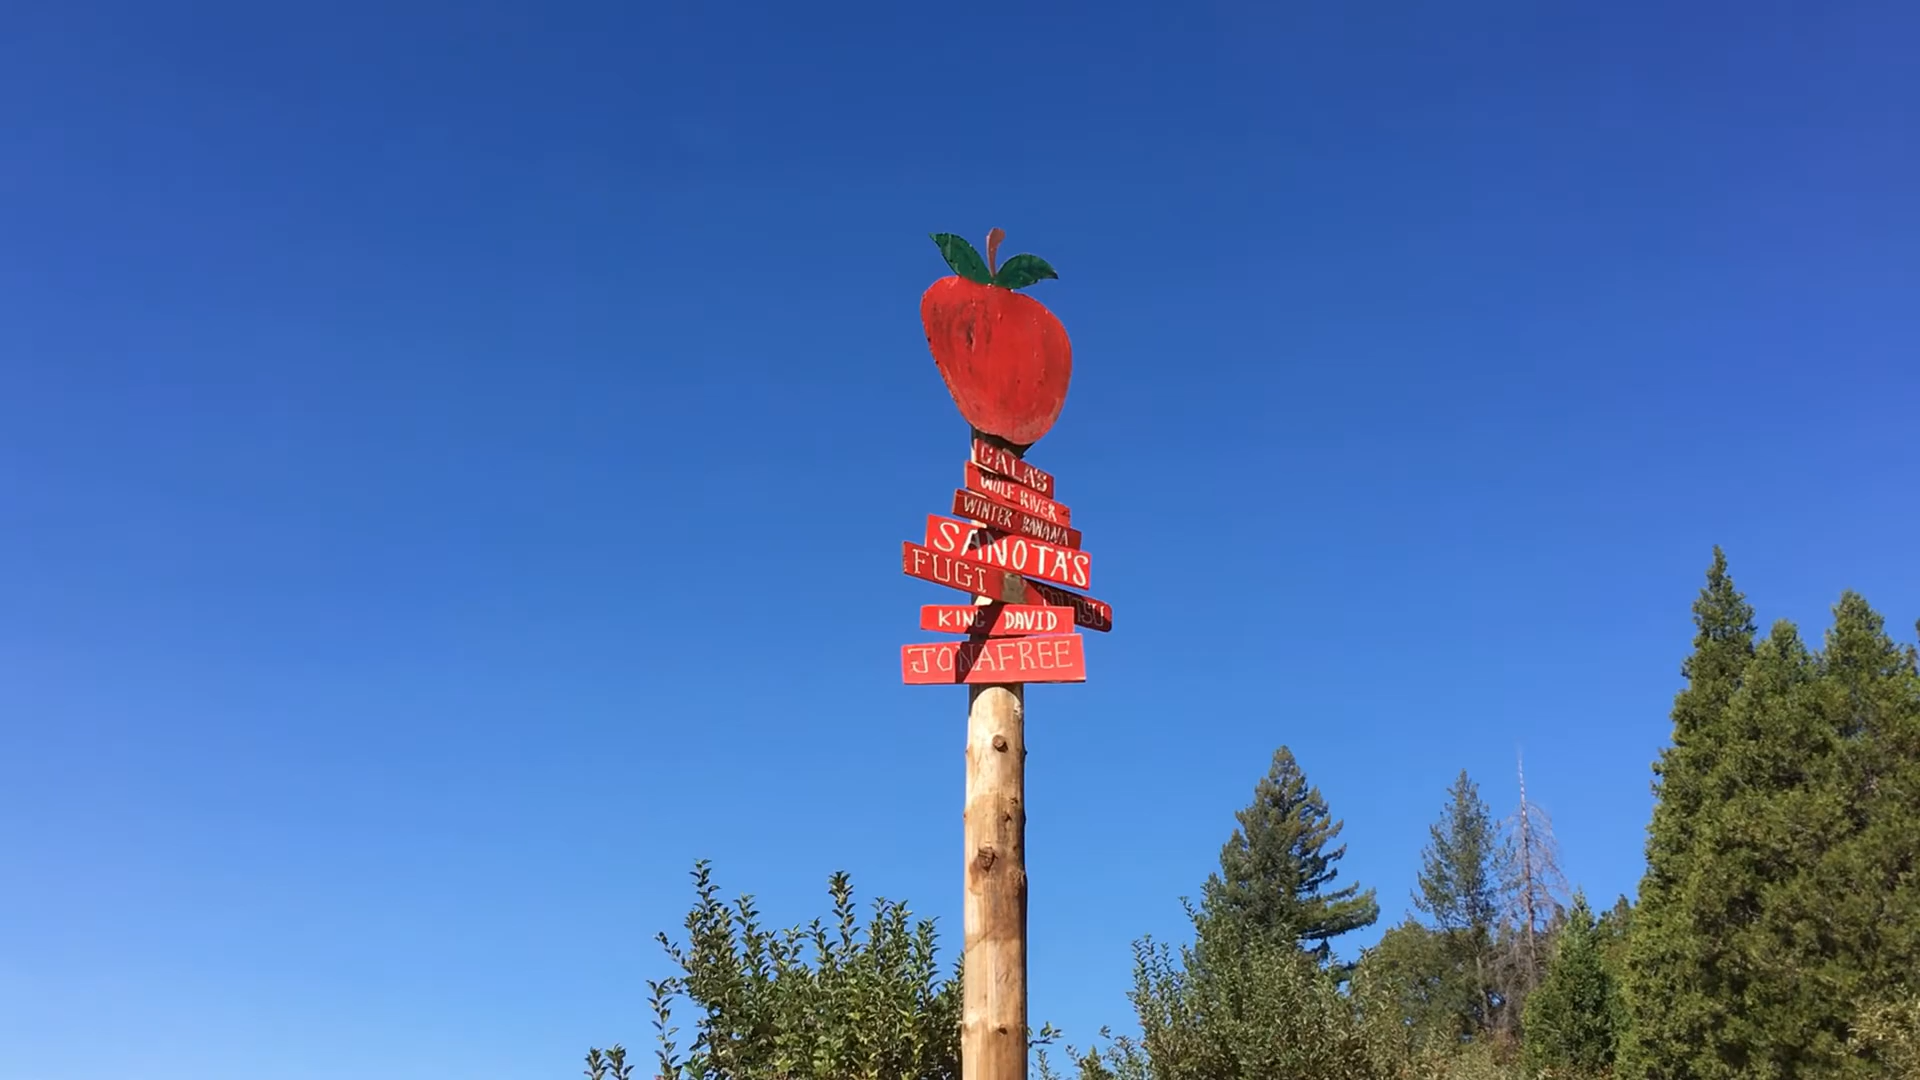 GALA'S
WOLF RIVER
WINTER BANANA
SANOTA'S
FUGI
KING DAVID
JONAFREE